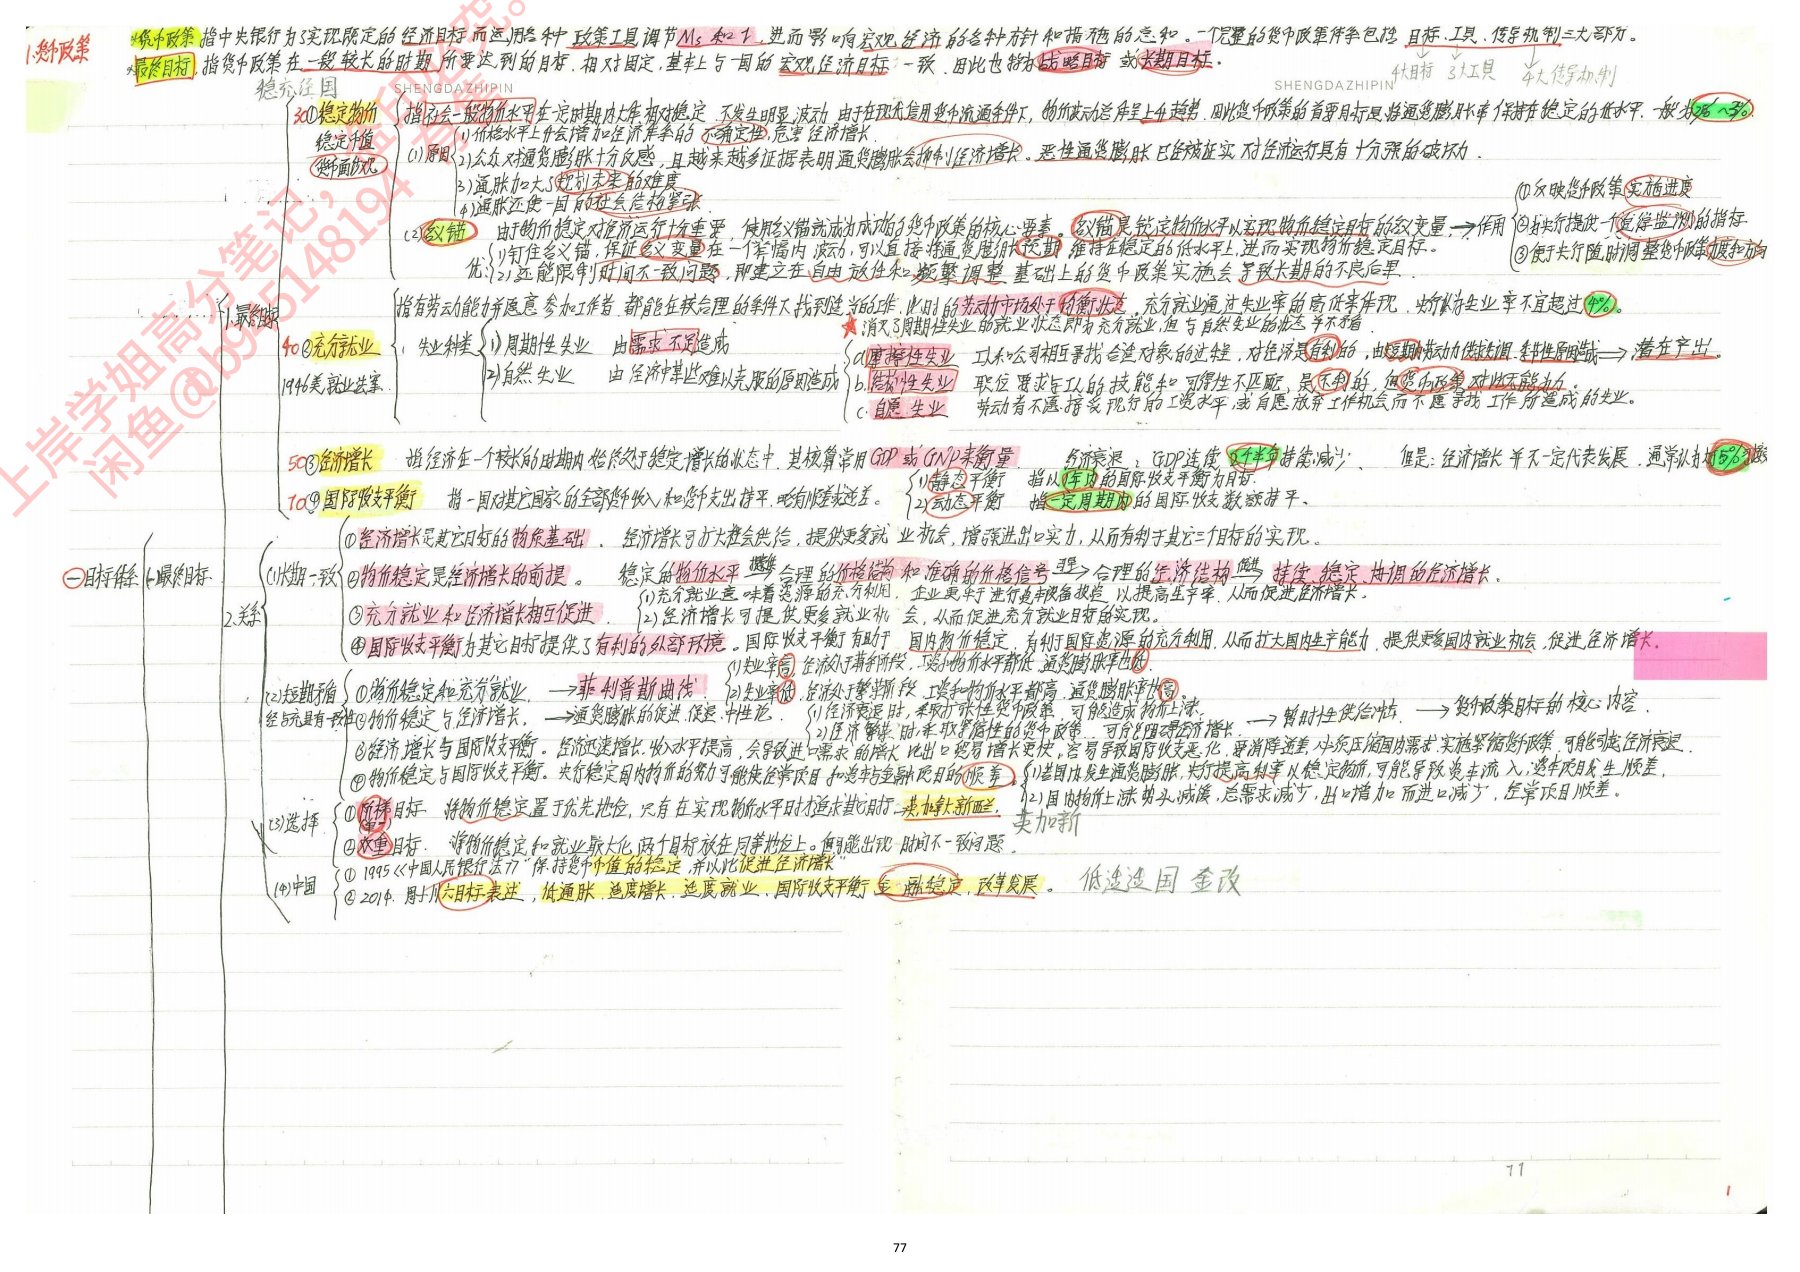 1.货币政策
*货币政策 指中央银行为了实现既定的经济目标而运用各种政策工具调节Ms和I,进而影响宏观经济的各种方针和措施的总和。一个完整的货币政策体系包括 目标.工具.传导机制三大部分。
*最终目标,指货币政策在一段较长的时期所要达到的目标.相对固定,基本上与一国的宏观经济目标一致.因此也称为战略目标或长期目标。
4大目标 3大工具 4大传导机制
稳充经国
SHENGDAZHIPIN
SHENGDAZHIPIN
30①稳定物价
稳定币值
货币面的观
指社会一般物价水平在一定时期内大体相对稳定.不发生明显波动.由于在现代信用货币流通条件下,物价波动总体呈上升趋势.因此货币政策的首要目标是将通货膨胀率保持在稳定的低水平.一般为2%~3%.
(1)原因
1)价格水平上升会增加经济体系的不确定性,危害经济增长.
2)公众对通货膨胀十分反感,且越来越多证据表明通货膨胀会抑制经济增长。恶性通货膨胀已经被证实对经济运行具有十分强的破坏力.
3)通胀加大了规划未来的难度
4)通胀还使一国的社会结构紧张.
(2)名义锚 由于物价稳定对经济运行十分重要,使用名义锚就成为成功的货币政策的核心要素。名义锚是锁定物价水平以实现物价稳定目标的名义变量,→作用
①反映货币政策实施进度
②为央行提供一个连续监测的指标
③便于央行随时调整货币政策力度和方向
优:
1)钉住名义锚,保证名义变量在一个窄幅内波动,可以直接将通货膨胀预期维持在稳定的低水平上,进而实现物价稳定目标。
2)还能限制时间不一致问题,即建立在自由放任和频繁调整基础上的货币政策实施会导致长期的不良后果.
1.最终目标
40②充分就业
1946美就业法案.
指有劳动能力并愿意参加工作者.都能在较合理的条件下找到适当的工作.此时的劳动力市场处于均衡状态.充分就业通过失业率的高低来体现.央行认为失业率不宜超过4%.
★消灭了周期性失业的就业状态即为充分就业,但与自然失业的状态并不矛盾.
失业种类
1)周期性失业 由需求不足造成
2)自然失业 由经济中某些难以克服的原因造成
a.摩擦性失业 工人和公司相互寻找合适对象的过程,对经济是有利的,由短期劳动力供求失调.季节性原因造成→潜在产出。
b.结构性失业 职位要求与工人的技能和可得性不匹配,是不利的,但货币政策对此无能为力.
c.自愿失业 劳动者不愿接受现行的工资水平,或自愿放弃工作机会而不愿寻找工作所造成的失业。
50③经济增长 指经济在一个较长的时期内始终处于稳定增长的状态中.其核算常用GDP或GNP来衡量 经济衰退:GDP连续2个季度持续减少. 但是:经济增长并不一定代表发展.
70④国际收支平衡 指一国对其它国家的全部货币收入和货币支出持平.略有顺差或逆差。
1)静态平衡 指以1年内的国际收支平衡为目标.
2)动态平衡 指一定周期内的国际收支数额持平。
㊀目标体系
(一)最终目标
2.关系
(1)长期一致
①经济增长是其它目标的物质基础. 经济增长可扩大社会供给,提供更多就业机会,增强进出口实力,从而有利于其它三个目标的实现。
②物价稳定是经济增长的前提。 稳定的物价水平→合理的价格结构和准确的价格信号→合理的经济结构→持续.稳定.协调的经济增长.
③充分就业和经济增长相互促进
1)充分就业意味着资源的充分利用,企业更乐于进行资本设备投资以提高生产率.从而促进经济增长。
2)经济增长可提供更多就业机会,从而促进充分就业目标的实现。
④国际收支平衡为其它目标提供了有利的外部环境。国际收支平衡有助于国内物价稳定,有利于国际资源的充分利用,从而扩大国内生产能力,提供更多国内就业机会,促进经济增长.
(2)短期矛盾
经与充具有一致性
①物价稳定和充分就业.→菲利普斯曲线
1)失业率高,经济处于萧条阶段,工资和物价水平都低,通货膨胀率也低.
2)失业率低.经济处于繁荣阶段.工资和物价水平都高.通货膨胀率也高。
②物价稳定与经济增长.→通货膨胀的促进.促退.中性论.
1)经济衰退时,采取扩张性货币政策.可能造成物价上涨.
2)经济繁荣时采取紧缩性的货币政策.可能阻碍经济增长. →暂时性供给冲击. →货币政策目标的核心内容.
③经济增长与国际收支平衡。经济迅速增长.收入水平提高,会导致进口需求的增长比出口贸易增长更快,容易导致国际收支恶化.要消除逆差,必须压缩国内需求,实施紧缩货币政策,可能引起经济衰退.
④物价稳定与国际收支平衡。央行稳定国内物价的努力可能使经常项目和资本与金融项目的顺差.
1)若国内发生通货膨胀,央行提高利率以稳定物价,可能导致资本流入,资本项目发生顺差.
2)国内物价上涨势头减缓,总需求减少,出口增加而进口减少.经常项目顺差。
(3)选择
①阶梯目标. 将物价稳定置于优先地位,只有在实现物价水平目标才追求其它目标.英.加拿大.新西兰.
英加新
②双重目标. 将物价稳定和就业最大化两个目标放在同等地位上。但可能出现时间不一致问题.
(4)中国
①1995《中国人民银行法》"保持货币币值的稳定,并以此促进经济增长"
②2014. 周小川六目标表述,低通胀.适度增长.适度就业.国际收支平衡.金融稳定.改革发展。
低适适国 金改
上岸学姐高分笔记,
闲鱼@b95148194
77
1
77